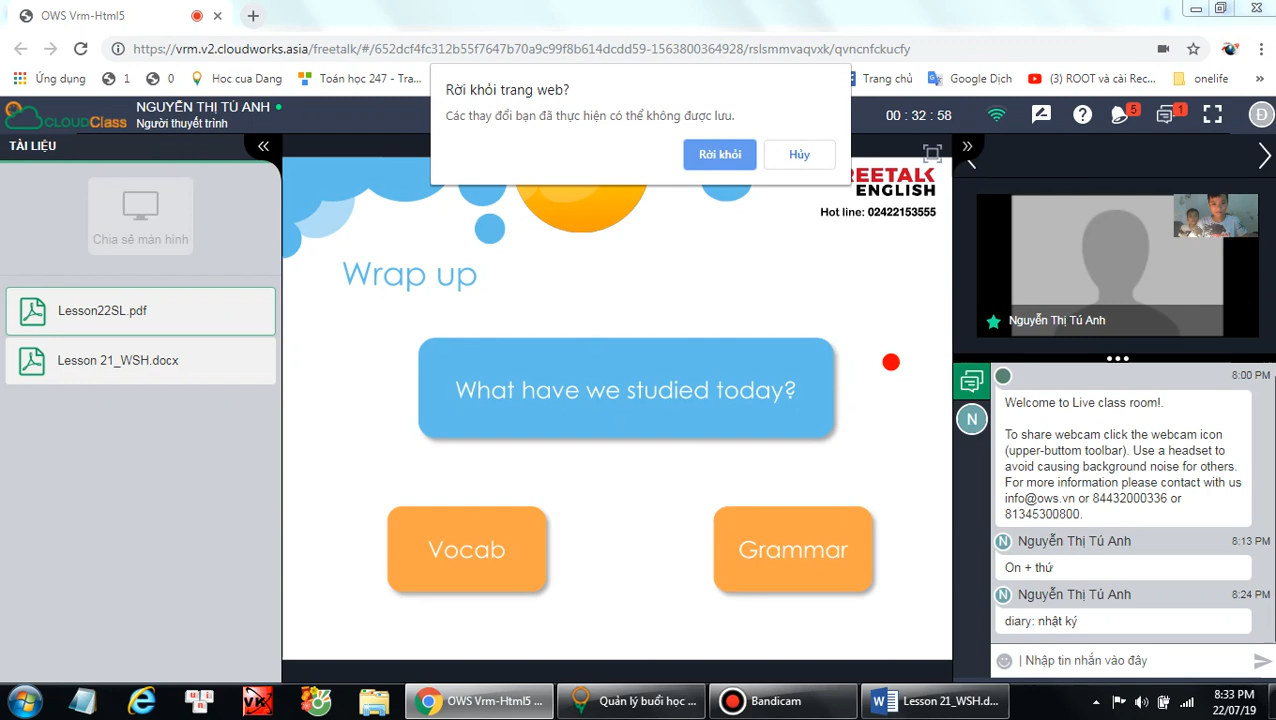 OWS Vrm-Html5
https://vrm.v2.cloudworks.asia/freetalk/#/652dcf4fc312b55f7647b70a9c99f8b614dcdd59-1563800364928/rslsmmvaqvxk/qvncnfckucfy
Ứng dụng
1
0
Hoc cua Dang
Toán học 247 - Tra...
Trang chủ
Google Dịch
(3) ROOT và cài Rec...
onelife
Rời khỏi trang web?
Các thay đổi bạn đã thực hiện có thể không được lưu.
Rời khỏi
Hủy
CLOUDClass
NGUYỄN THỊ TÚ ANH
Người thuyết trình
00 : 32 : 58
5
1
Đ
TÀI LIỆU
Chia sẻ màn hình
Lesson22SL.pdf
Lesson 21_WSH.docx
REETALK
ENGLISH
Hot line: 02422153555
Wrap up
What have we studied today?
Vocab
Grammar
Nguyễn Thị Tú Anh
8:00 PM
Welcome to Live class room!.
To share webcam click the webcam icon
(upper-buttom toolbar). Use a headset to
avoid causing background noise for others.
For more information please contact with us
info@ows.vn or 84432000336 or
81345300800.
N
N Nguyễn Thị Tú Anh 8:13 PM
On + thứ
N Nguyễn Thị Tú Anh 8:24 PM
diary: nhật ký
Nhập tin nhắn vào đây
OWS Vrm-Html5 ...
Quản lý buổi học ...
Bandicam
Lesson 21_WSH.d...
8:33 PM
22/07/19